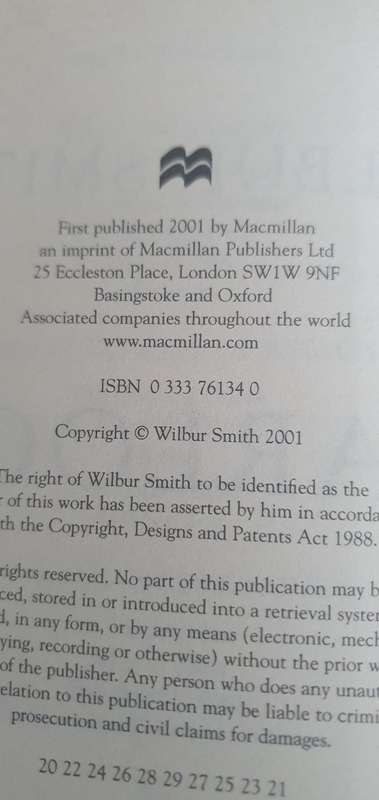 First published 2001 by Macmillan
an imprint of Macmillan Publishers Ltd
25 Eccleston Place, London SW1W 9NF
Basingstoke and Oxford
Associated companies throughout the world
www.macmillan.com
ISBN 0 333 76134 0
Copyright © Wilbur Smith 2001
The right of Wilbur Smith to be identified as the
of this work has been asserted by him in accorda
th the Copyright, Designs and Patents Act 1988.
rights reserved. No part of this publication may b
ced, stored in or introduced into a retrieval system
d, in any form, or by any means (electronic, mech
ying, recording or otherwise) without the prior w
of the publisher. Any person who does any unaut
elation to this publication may be liable to crimi
prosecution and civil claims for damages.
20 22 24 26 28 29 27 25 23 21